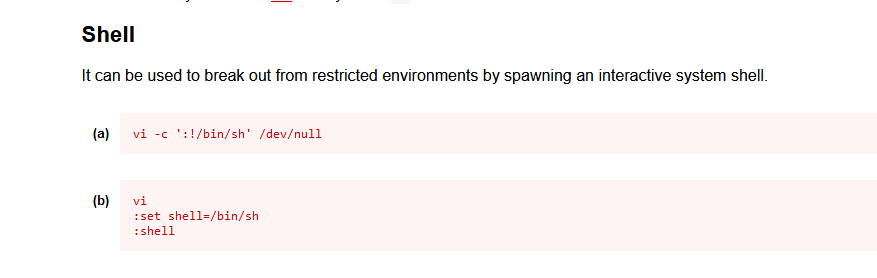 Shell
It can be used to break out from restricted environments by spawning an interactive system shell.
(a) vi -c ':!/bin/sh' /dev/null
(b) vi
:set shell=/bin/sh
:shell